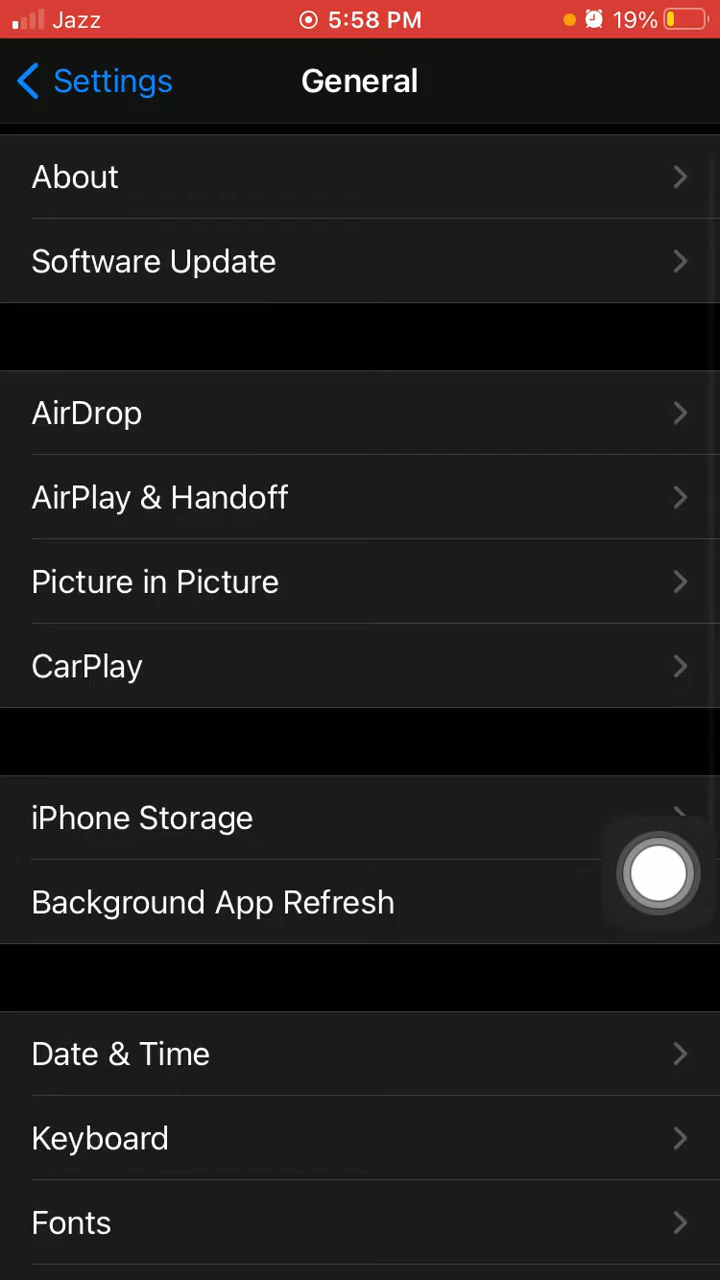 Jazz 5:58 PM 19%
Settings General
About
Software Update
AirDrop
AirPlay & Handoff
Picture in Picture
CarPlay
iPhone Storage
Background App Refresh
Date & Time
Keyboard
Fonts